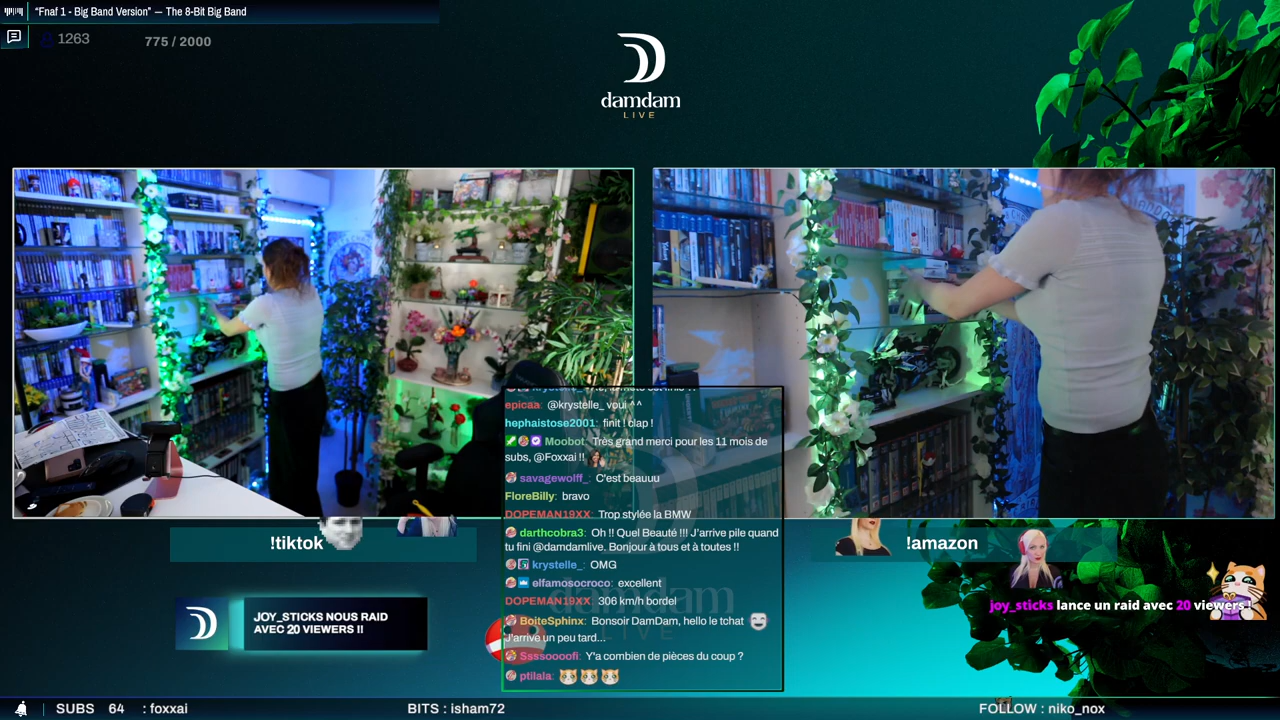 "Fnaf 1 - Big Band Version" — The 8-Bit Big Band
1263
775 / 2000
damdam
LIVE
epicaa: @krystelle_ voui ^^
hephaistose2001: finit ! clap !
Moobot: Très grand merci pour les 11 mois de
subs, @Foxxai !!
savagewolff_: C'est beauuu
FloreBilly: bravo
DOPEMAN19XX: Trop stylée la BMW
darthcobra3: Oh !! Quel Beauté !!! J'arrive pile quand
tu fini @damdamlive. Bonjour à tous et à toutes !!
krystelle_: OMG
elfamosocroco: excellent
DOPEMAN19XX: 306 km/h bordel
BoiteSphinx: Bonsoir DamDam, hello le tchat
J'arrive un peu tard...
Ssssoooofi: Y'a combien de pièces du coup ?
ptilala:
damdam
LIVE
!tiktok
!amazon
JOY_STICKS NOUS RAID
AVEC 20 VIEWERS !!
joy_sticks lance un raid avec 20 viewers !
SUBS 64 : foxxai
BITS : isham72
FOLLOW : niko_nox